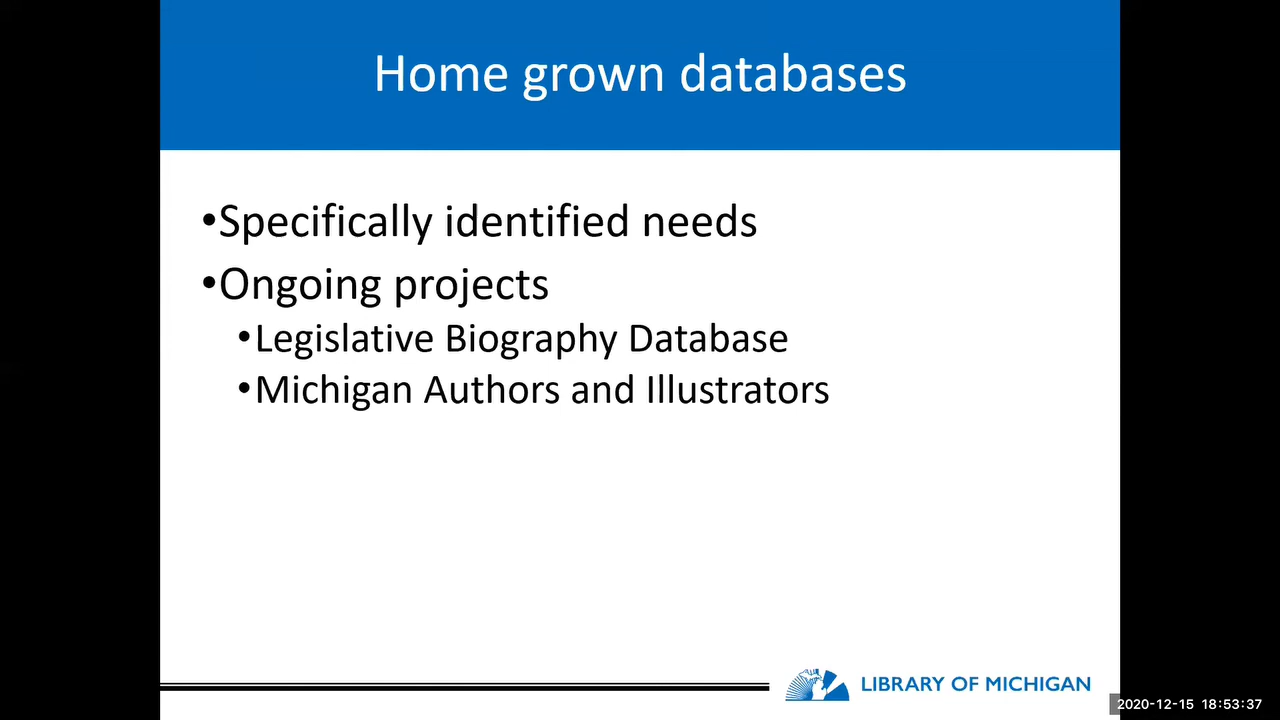 Home grown databases
•Specifically identified needs
•Ongoing projects
•Legislative Biography Database
•Michigan Authors and Illustrators
LIBRARY OF MICHIGAN
2020-12-15 18:53:37